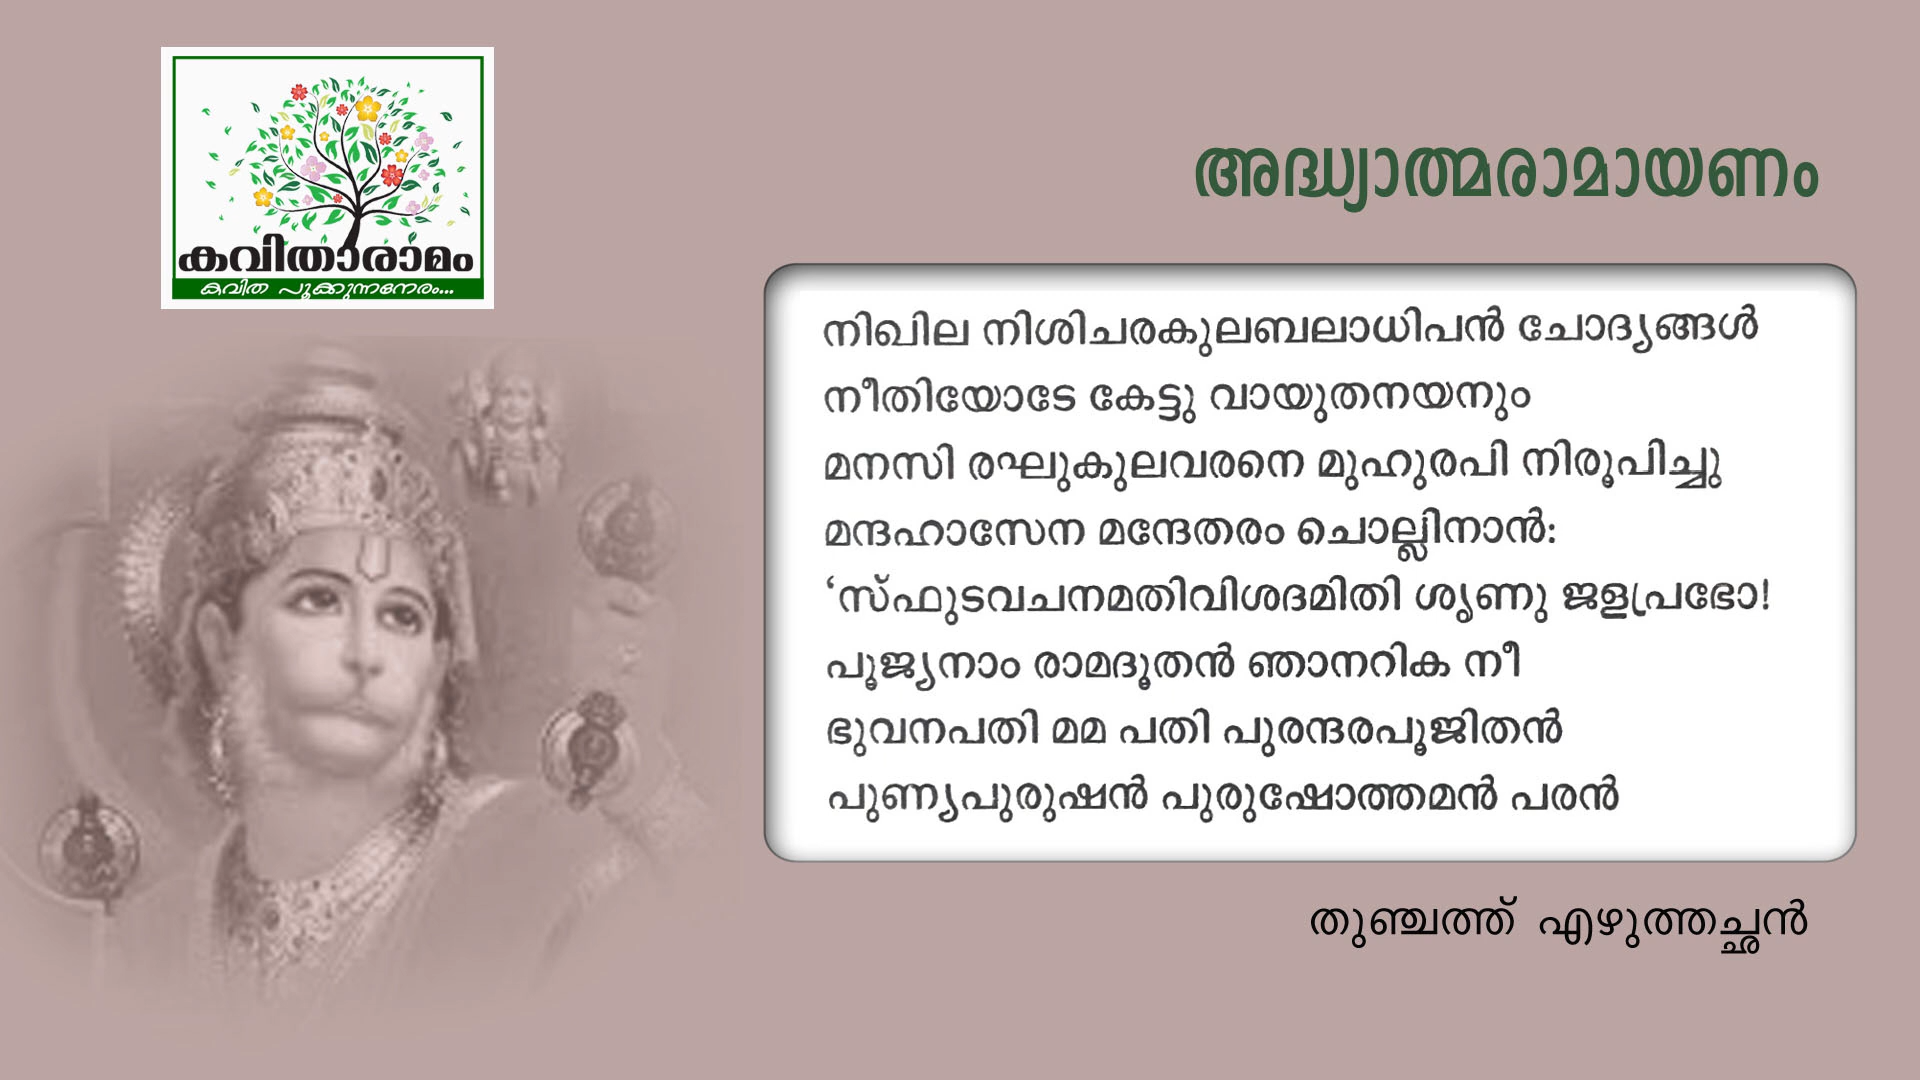 കവിതാരാമം
കവിത പൂക്കുന്നനേരം...
അദ്ധ്യാത്മരാമായണം
നിഖില നിശിചരകുലബലാധിപൻ ചോദ്യങ്ങൾ
നീതിയോടേ കേട്ടു വായുതനയനും
മനസി രഘുകുലവരനെ മുഹുരപി നിരൂപിച്ചു
മന്ദഹാസേന മന്ദേതരം ചൊല്ലിനാൻ:
‘സ്ഫുടവചനമതിവിശദമിതി ശൃണു ജളപ്രഭോ!
പൂജ്യനാം രാമദൂതൻ ഞാനറിക നീ
ഭുവനപതി മമ പതി പുരന്ദരപൂജിതൻ
പുണ്യപുരുഷൻ പുരുഷോത്തമൻ പരൻ
തുഞ്ചത്ത് എഴുത്തച്ഛൻ